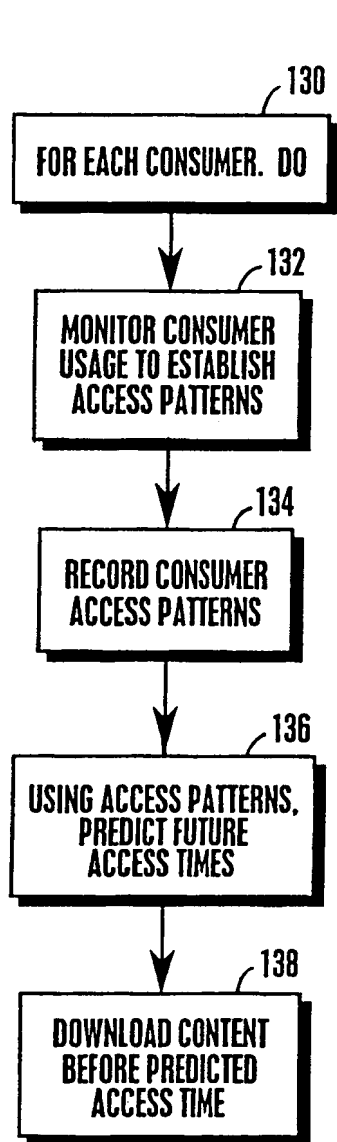 130
FOR EACH CONSUMER. DO
132
MONITOR CONSUMER
USAGE TO ESTABLISH
ACCESS PATTERNS
134
RECORD CONSUMER
ACCESS PATTERNS
136
USING ACCESS PATTERNS,
PREDICT FUTURE
ACCESS TIMES
138
DOWNLOAD CONTENT
BEFORE PREDICTED
ACCESS TIME